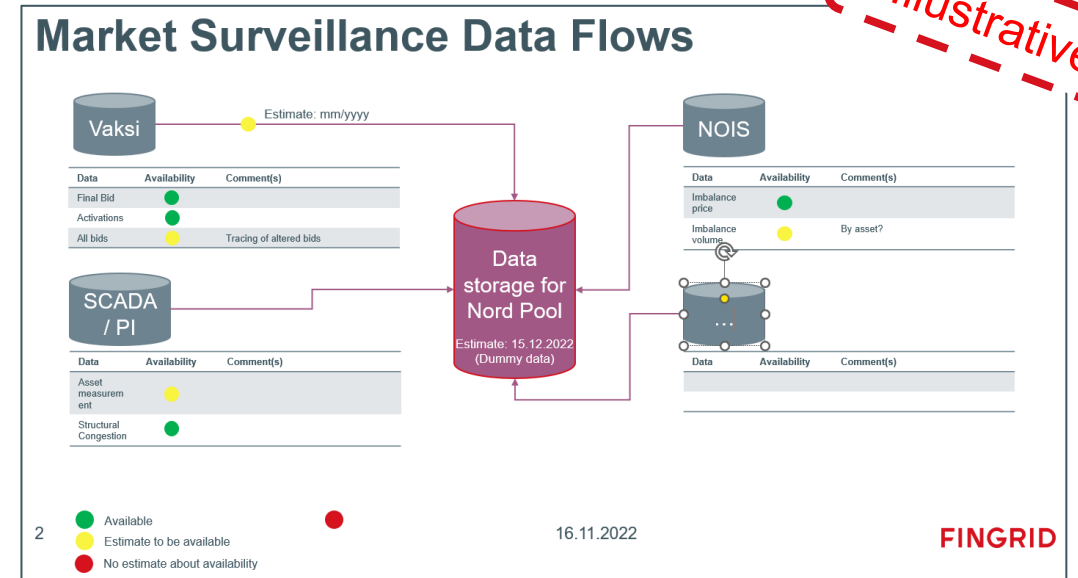 Market Surveillance Data Flows
Illustrative
Vaksi
Estimate: mm/yyyy
Data Availability Comment(s)
Final Bid
Activations
All bids Tracing of altered bids
SCADA
/ PI
Data Availability Comment(s)
Asset
measurem
ent
Structural
Congestion
Data
storage for
Nord Pool
Estimate: 15.12.2022
(Dummy data)
NOIS
Data Availability Comment(s)
Imbalance
price
Imbalance By asset?
volume
...
Data Availability Comment(s)
2
Available
Estimate to be available
No estimate about availability
16.11.2022
FINGRID